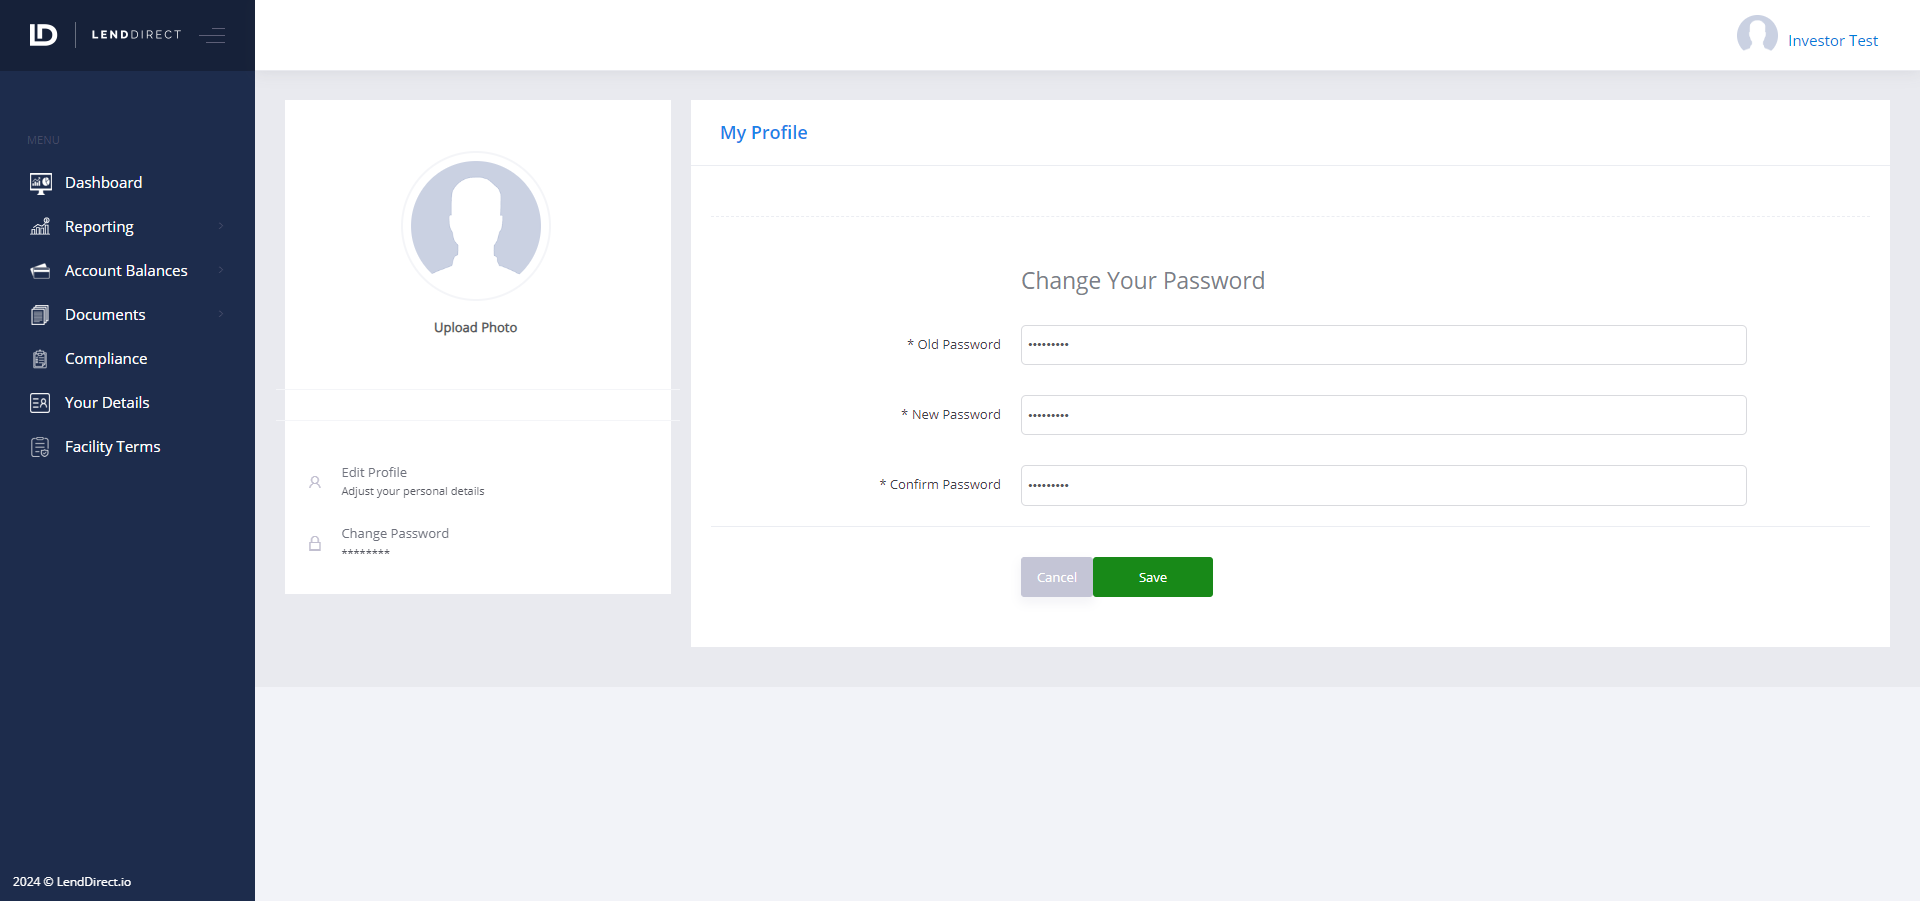 LENDDIRECT
Investor Test
MENU
Dashboard
Reporting
Account Balances
Documents
Compliance
Your Details
Facility Terms
2024 © LendDirect.io
Upload Photo
Edit Profile
Adjust your personal details
Change Password
********
My Profile
Change Your Password
* Old Password
•••••••••
* New Password
•••••••••
* Confirm Password
•••••••••
Cancel
Save